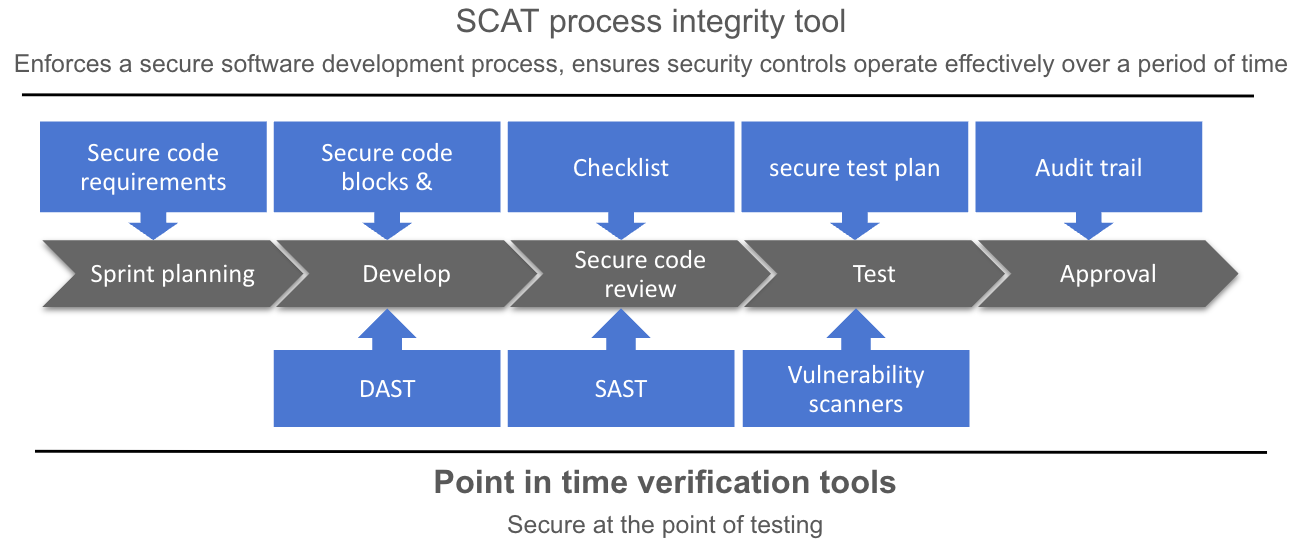 SCAT process integrity tool
Enforces a secure software development process, ensures security controls operate effectively over a period of time
Secure code
requirements
Secure code
blocks &
Checklist
secure test plan
Audit trail
Sprint planning
Develop
Secure code
review
Test
Approval
DAST
SAST
Vulnerability
scanners
Point in time verification tools
Secure at the point of testing